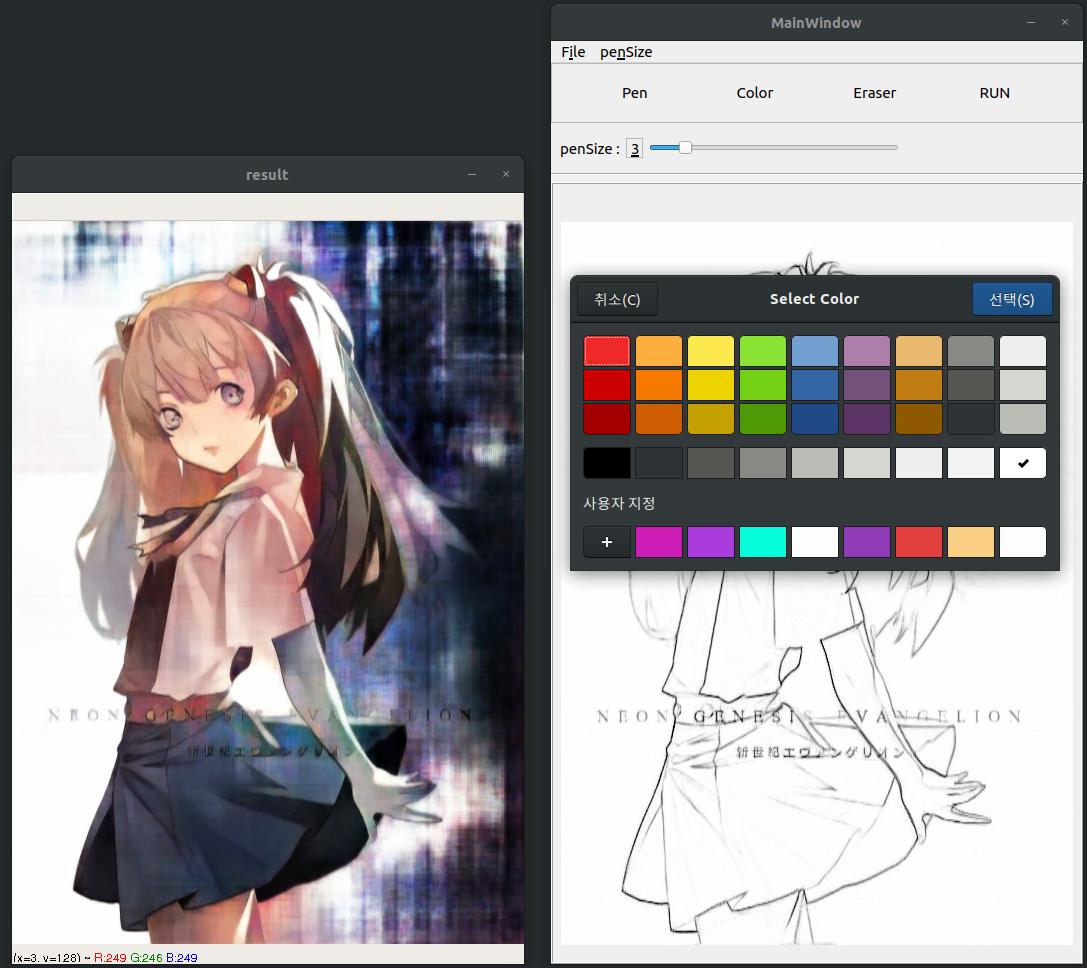 result
NEON GENESIS EVANGELION
新世紀エヴァンゲリオン
(x=3, y=128) ~ R:249 G:246 B:249
MainWindow
File penSize
Pen Color Eraser RUN
penSize : 3
취소(C) Select Color 선택(S)
사용자 지정
NEON GENESIS EVANGELION
新世紀エヴァンゲリオン